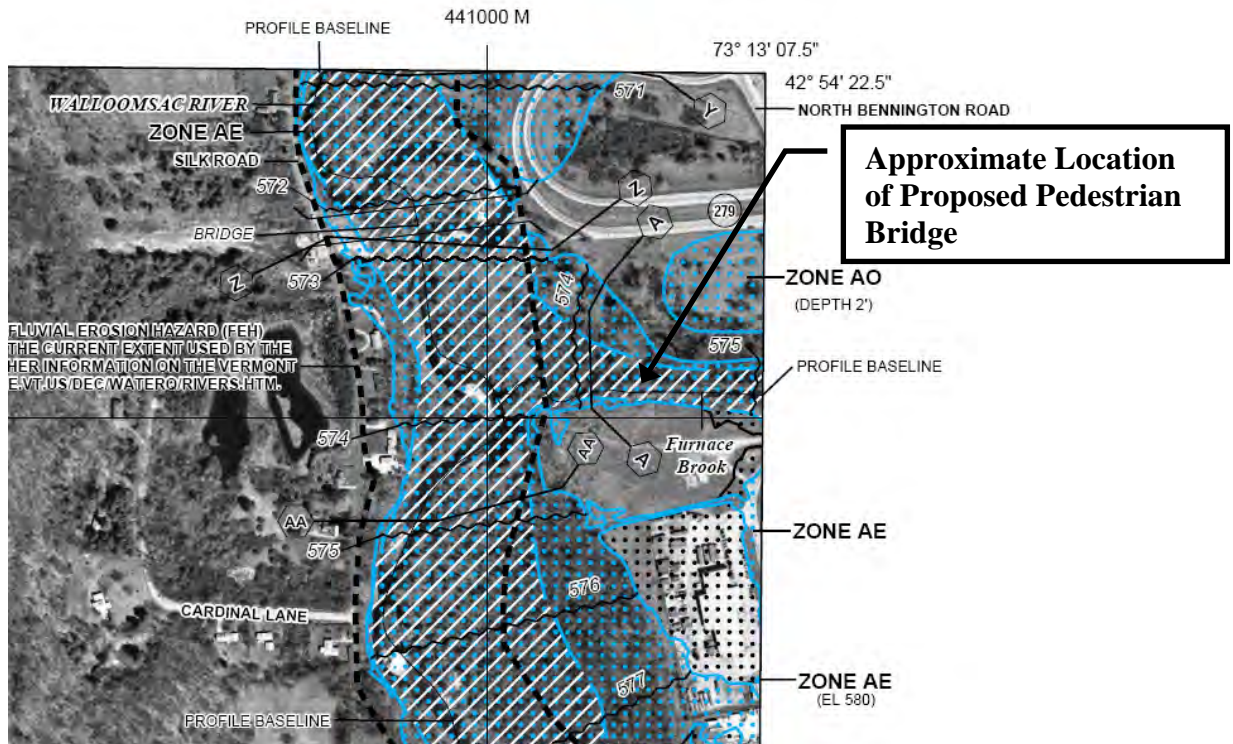 PROFILE BASELINE
441000 M
73° 13' 07.5"
42° 54' 22.5"
WALLOOMSAC RIVER
ZONE AE
SILK ROAD
571
Y
NORTH BENNINGTON ROAD
Approximate Location
of Proposed Pedestrian
Bridge
572
Z
A
279
BRIDGE
Z
573
574
ZONE AO
(DEPTH 2')
FLUVIAL EROSION HAZARD (FEH)
THE CURRENT EXTENT USED BY THE
HER INFORMATION ON THE VERMONT
E.VT.US/DEC/WATERQ/RIVERS.HTM.
575
PROFILE BASELINE
574
AA
A
Furnace
Brook
AA
575
ZONE AE
576
CARDINAL LANE
577
ZONE AE
(EL 580)
PROFILE BASELINE